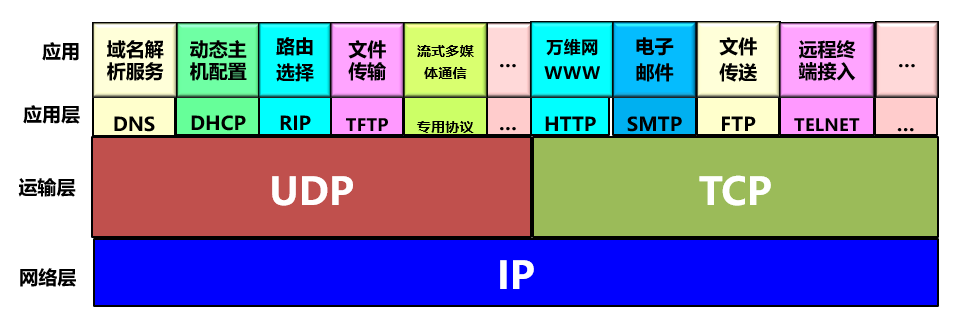 应用
域名解
析服务
动态主
机配置
路由
选择
文件
传输
流式多媒
体通信
...
万维网
WWW
电子
邮件
文件
传送
远程终
端接入
...
应用层
DNS
DHCP
RIP
TFTP
专用协议
...
HTTP
SMTP
FTP
TELNET
...
运输层
UDP
TCP
网络层
IP